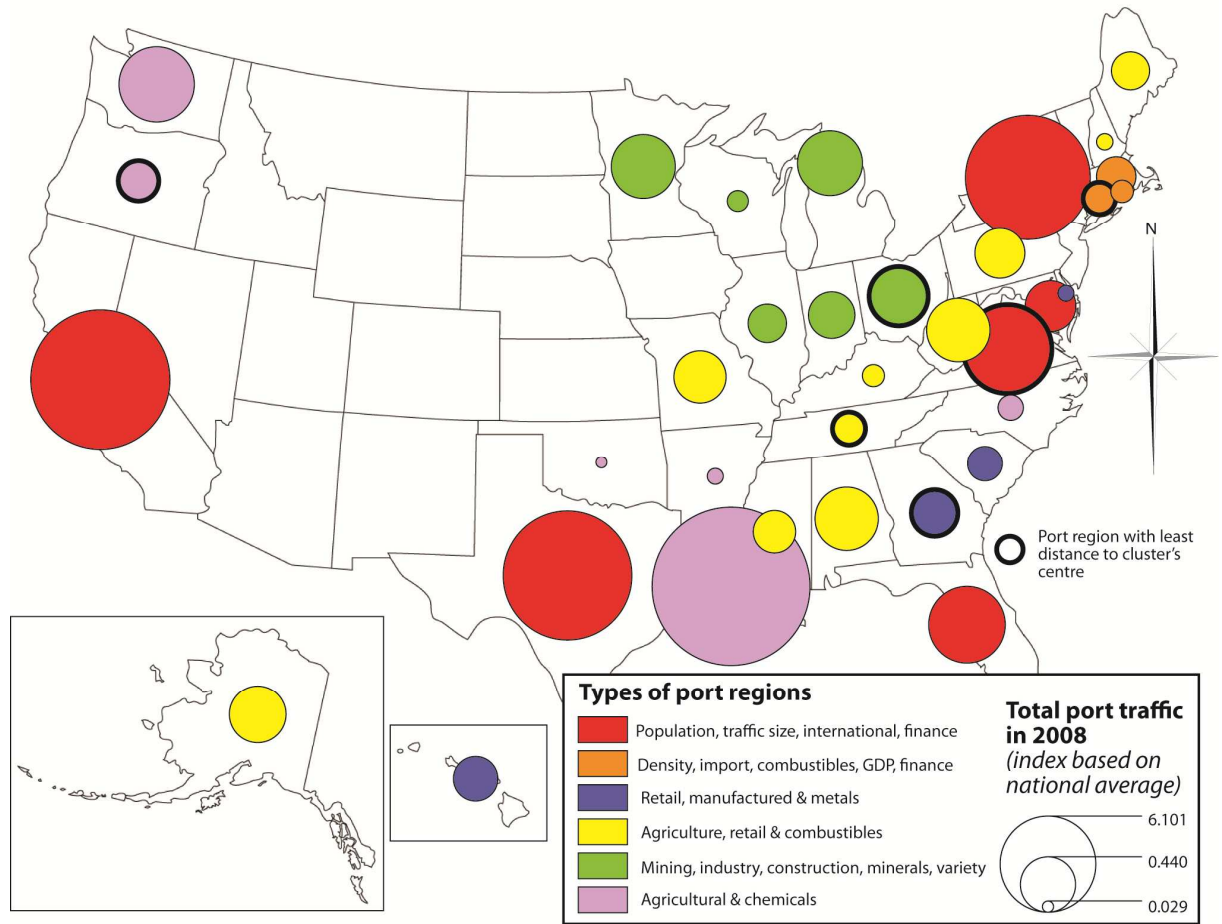 N
Port region with least
distance to cluster's
centre
Types of port regions
Population, traffic size, international, finance
Density, import, combustibles, GDP, finance
Retail, manufactured & metals
Agriculture, retail & combustibles
Mining, industry, construction, minerals, variety
Agricultural & chemicals
Total port traffic
in 2008
(index based on
national average)
6.101
0.440
0.029